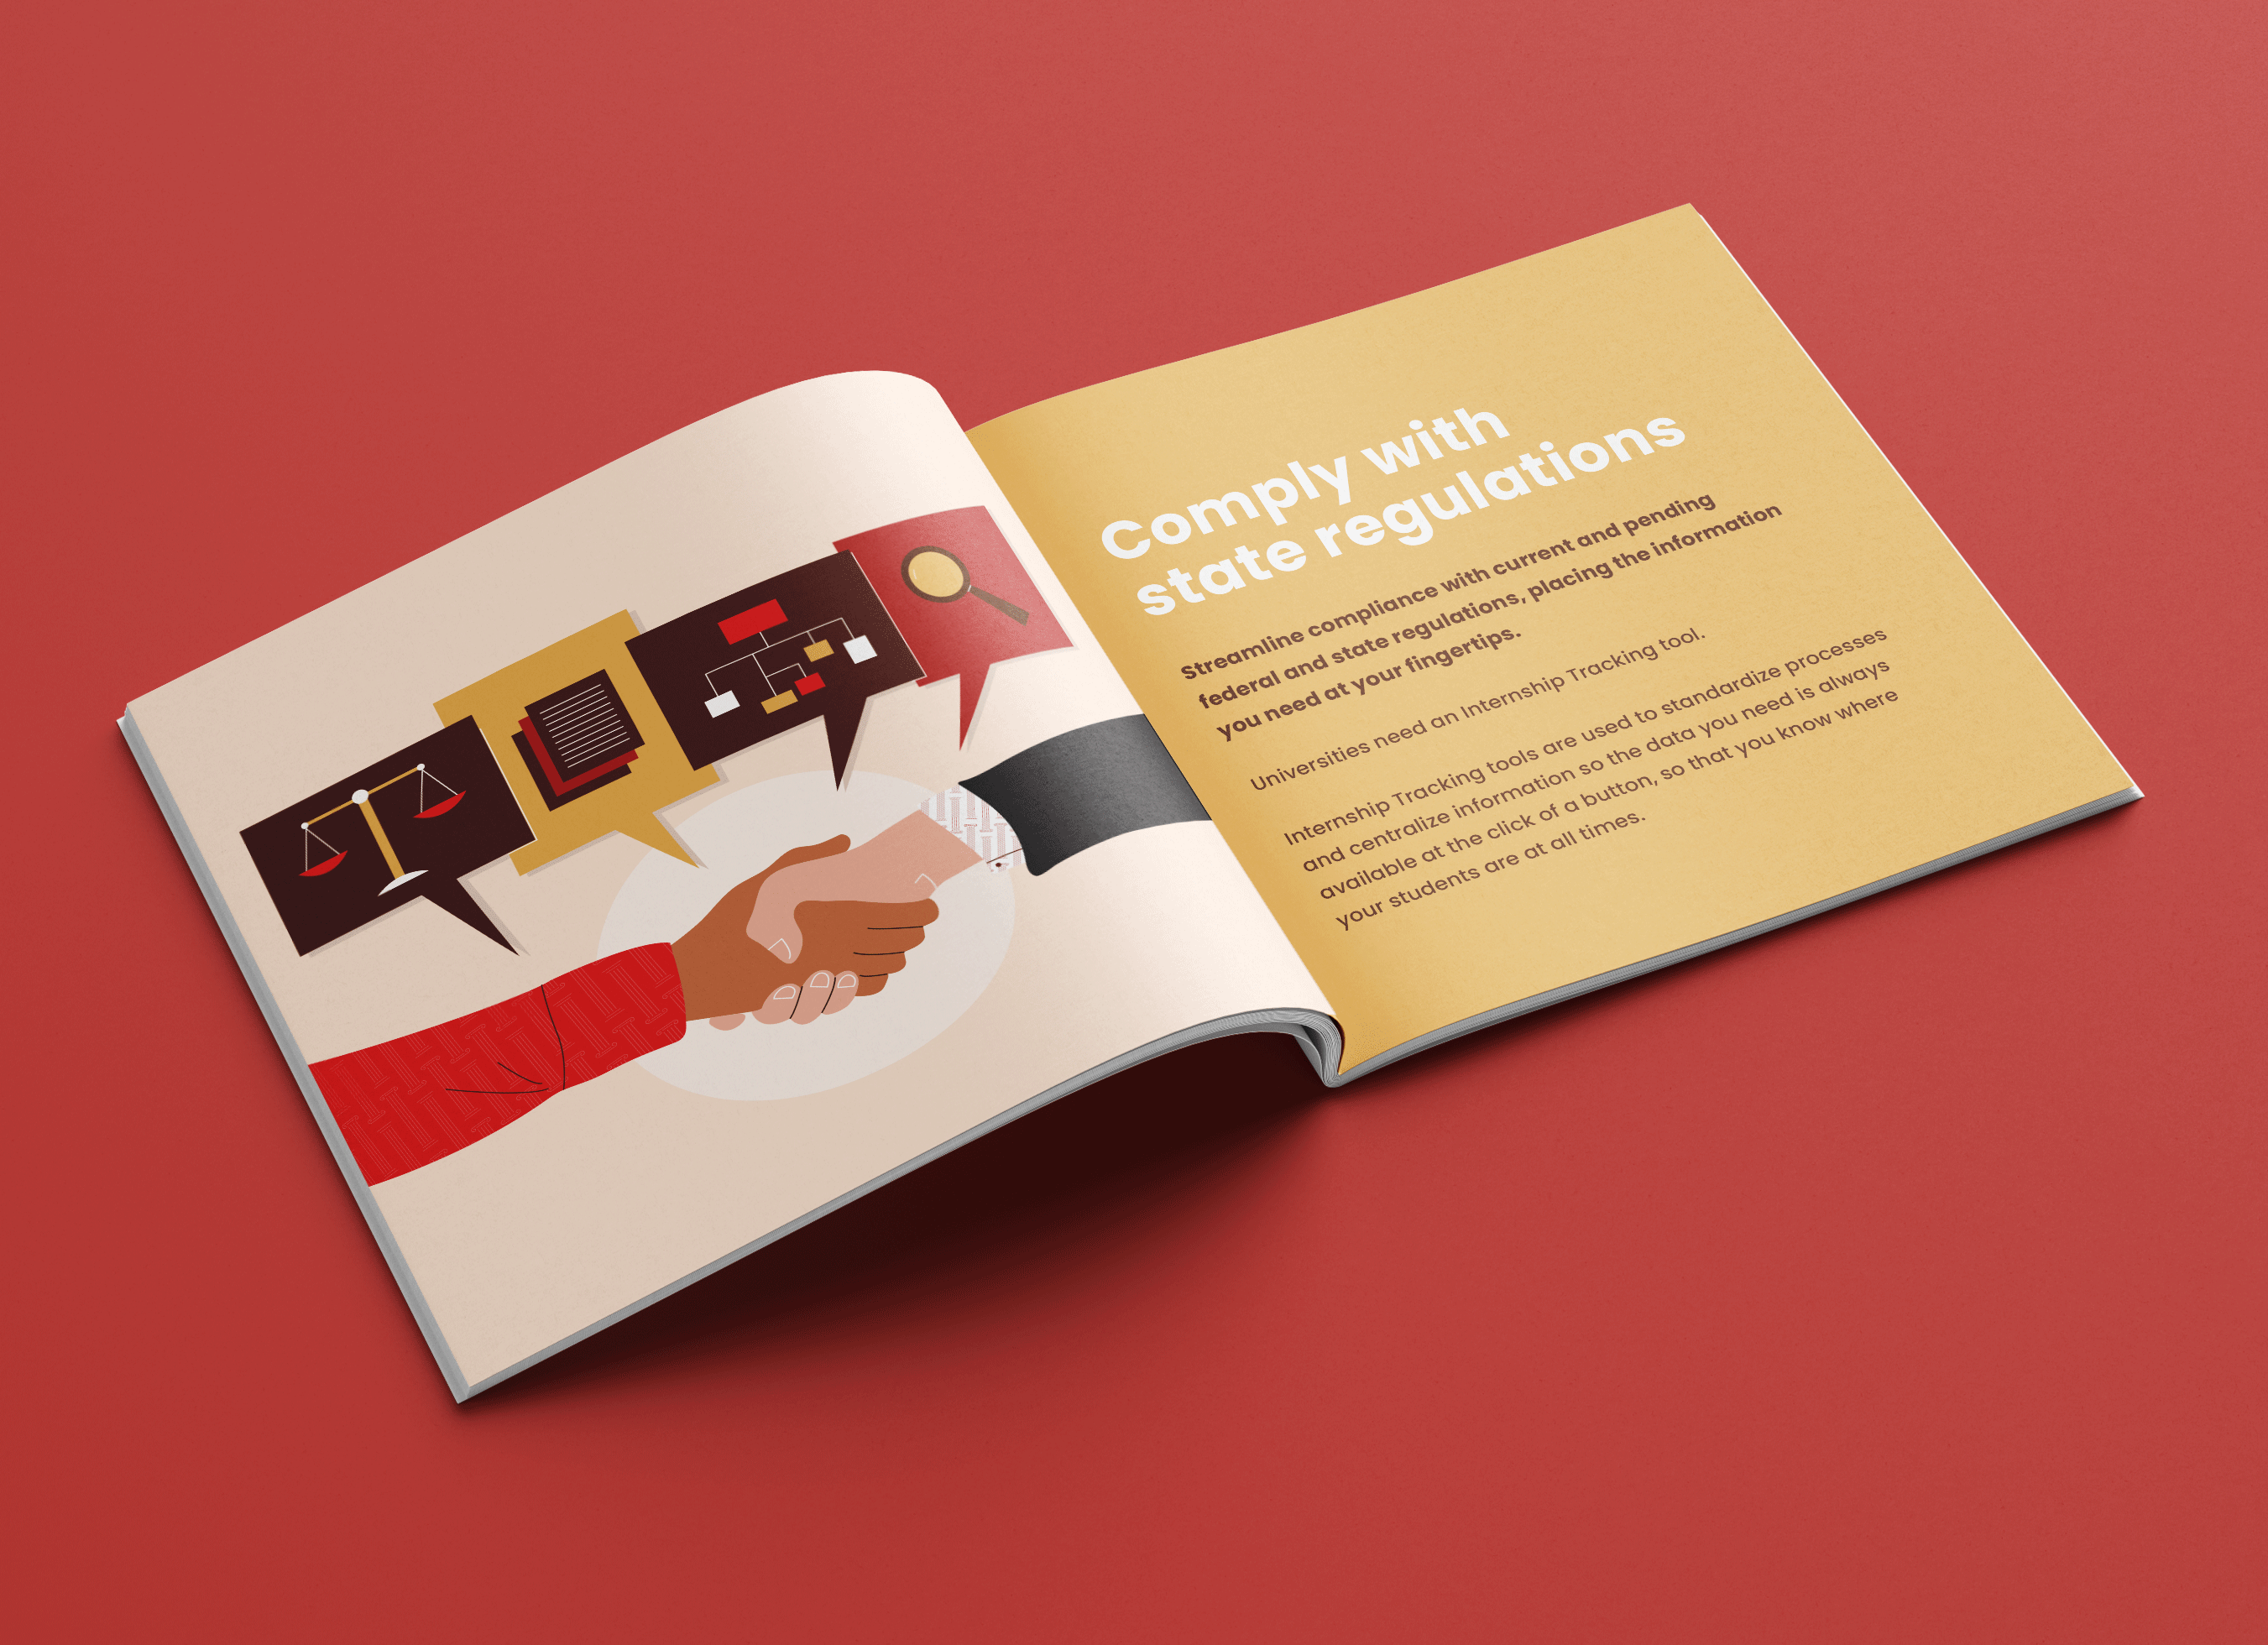 Comply with
state regulations
Streamline compliance with current and pending
federal and state regulations, placing the information
you need at your fingertips.
Universities need an Internship Tracking tool.
Internship Tracking tools are used to standardize processes
and centralize information so the data you need is always
available at the click of a button, so that you know where
your students are at all times.